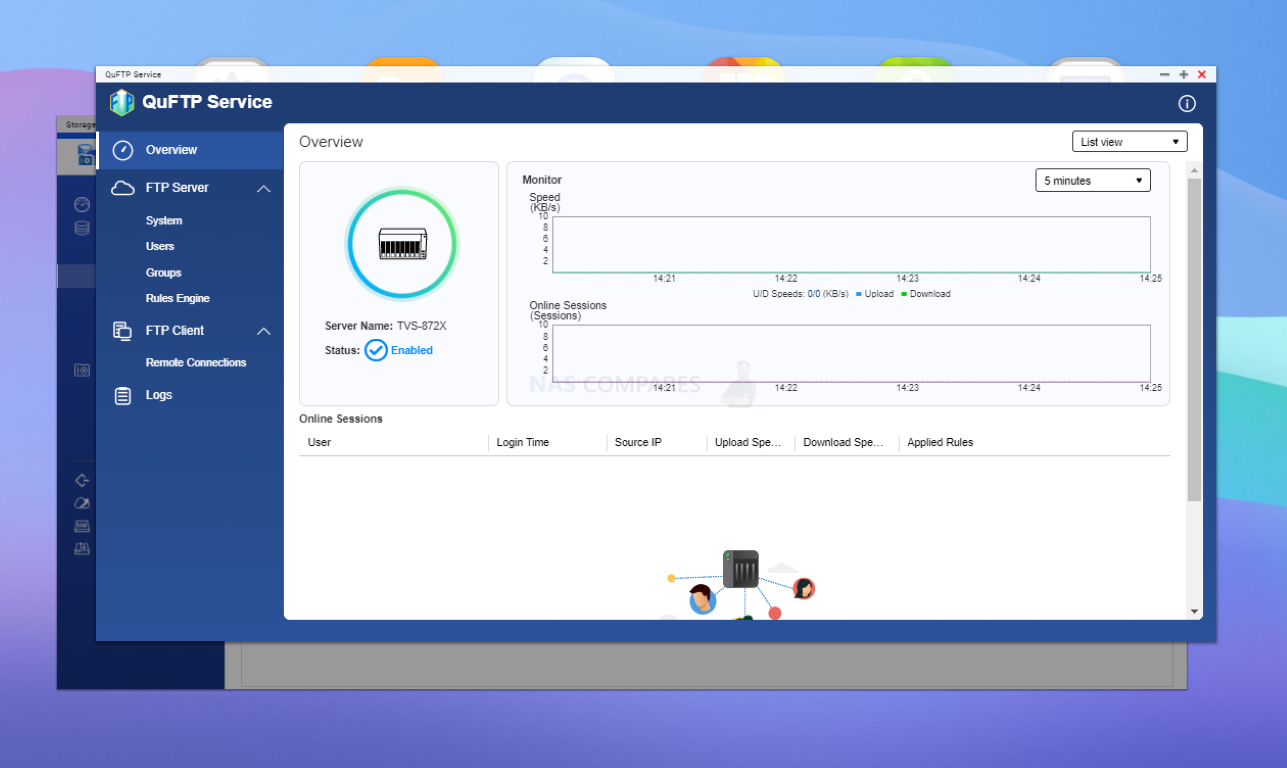 QuFTP Service
QuFTP Service
Storage
Overview
FTP Server
System
Users
Groups
Rules Engine
FTP Client
Remote Connections
Logs
Overview
List view
Server Name: TVS-872X
Status: Enabled
Monitor
5 minutes
Speed
(KB/s)
10
8
6
4
2
14:21 14:22 14:23 14:24 14:25
U/D Speeds: 0/0 (KB/s) Upload Download
Online Sessions
(Sessions)
10
8
6
4
2
14:21 14:22 14:23 14:24 14:25
NAS COMPARES
Online Sessions
User Login Time Source IP Upload Spe... Download Spe... Applied Rules